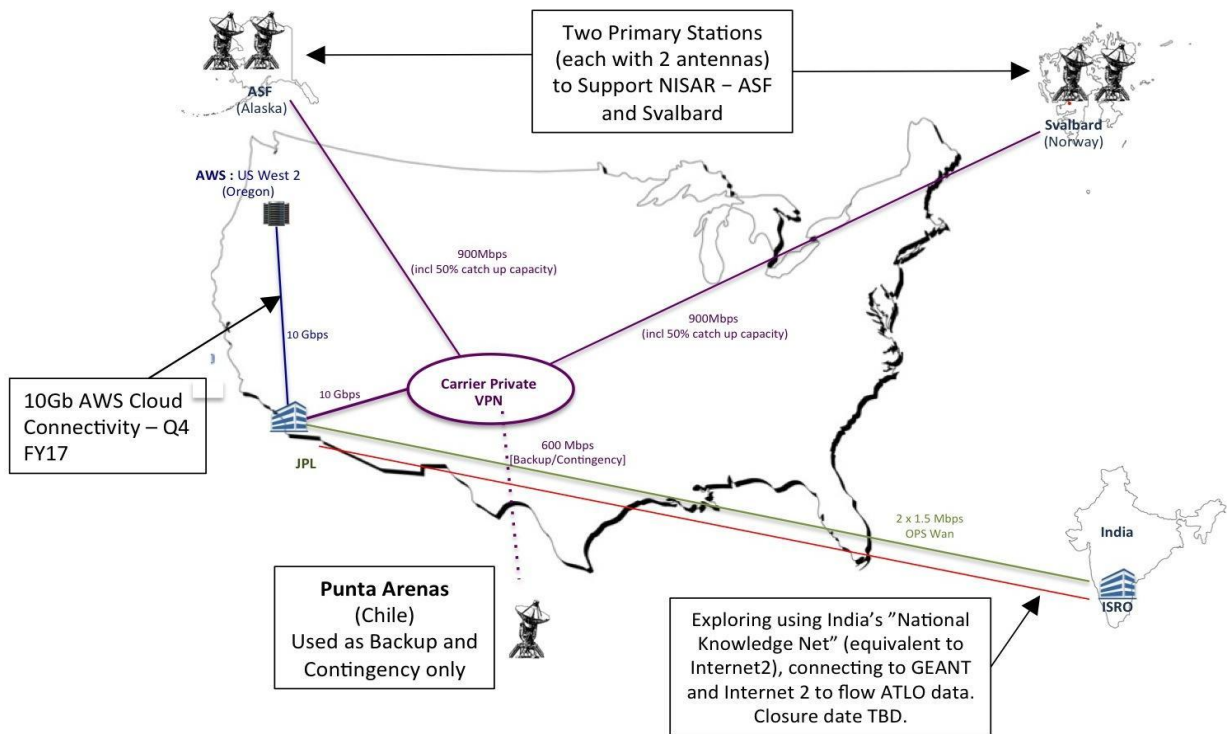 Two Primary Stations
(each with 2 antennas)
to Support NISAR – ASF
and Svalbard
ASF
(Alaska)
Svalbard
(Norway)
AWS : US West 2
(Oregon)
900Mbps
(incl 50% catch up capacity)
900Mbps
(incl 50% catch up capacity)
10 Gbps
10 Gbps
Carrier Private
VPN
10Gb AWS Cloud
Connectivity – Q4
FY17
JPL
600 Mbps
[Backup/Contingency]
2 x 1.5 Mbps
OPS Wan
India
ISRO
Punta Arenas
(Chile)
Used as Backup and
Contingency only
Exploring using India's ”National
Knowledge Net” (equivalent to
Internet2), connecting to GEANT
and Internet 2 to flow ATLO data.
Closure date TBD.